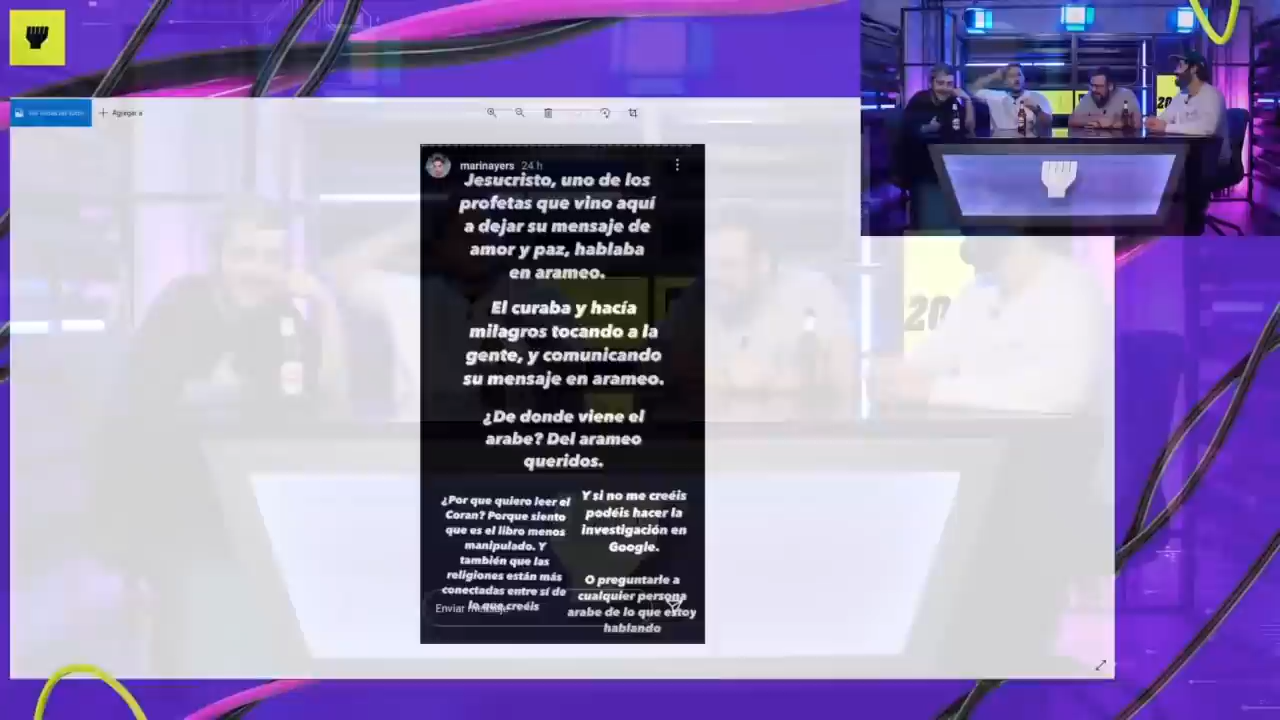 Agregar a
marinayers 24 h
Jesucristo, uno de los
profetas que vino aquí
a dejar su mensaje de
amor y paz, hablaba
en arameo.
El curaba y hacía
milagros tocando a la
gente, y comunicando
su mensaje en arameo.
¿De donde viene el
arabe? Del arameo
queridos.
¿Por que quiero leer el
Coran? Porque siento
que es el libro menos
manipulado. Y
también que las
religiones están más
conectadas entre sí de
lo que creéis
Y si no me creéis
podéis hacer la
investigación en
Google.
O preguntarle a
cualquier persona
arabe de lo que estoy
hablando
Enviar mensaje
20
20